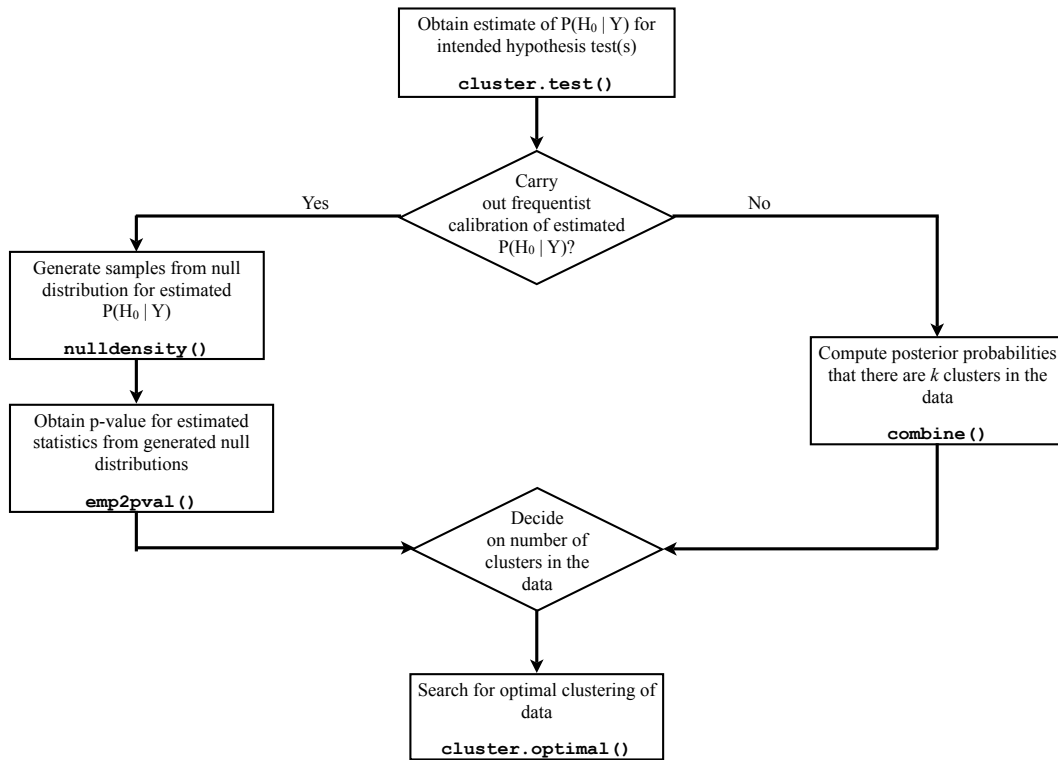 Obtain estimate of P(H₀ | Y) for
intended hypothesis test(s)
cluster.test()
Carry
out frequentist
calibration of estimated
P(H₀ | Y)?
Yes
No
Generate samples from null
distribution for estimated
P(H₀ | Y)
nulldensity()
Compute posterior probabilities
that there are k clusters in the
data
combine()
Obtain p-value for estimated
statistics from generated null
distributions
emp2pval()
Decide
on number of
clusters in the
data
Search for optimal clustering of
data
cluster.optimal()